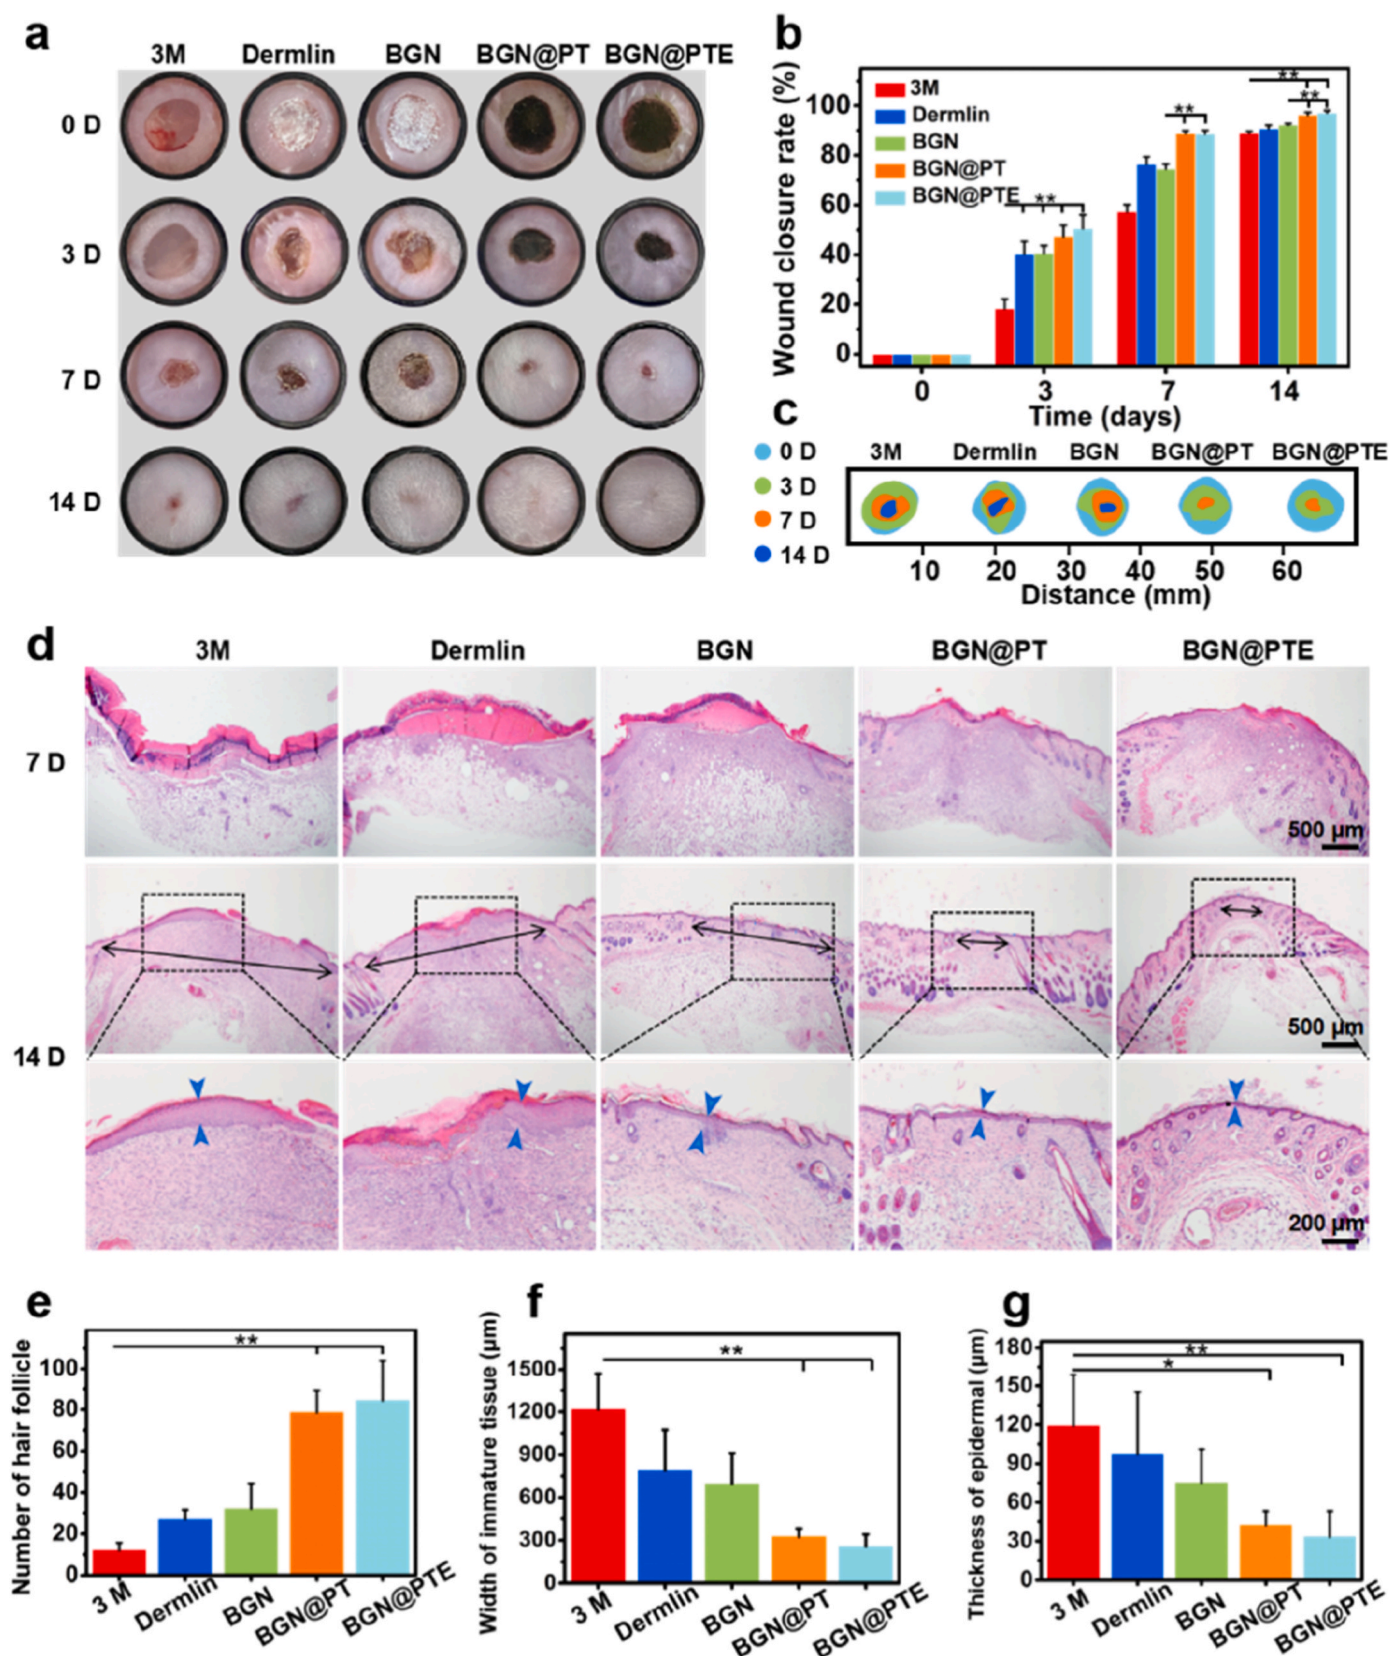 a
3M Dermlin BGN BGN@PT BGN@PTE
0 D
3 D
7 D
14 D
b
Wound closure rate (%)
100
80
60
40
20
0
3M
Dermlin
BGN
BGN@PT
BGN@PTE
**
**
**
**
0 3 7 14
Time (days)
c
0 D
3 D
7 D
14 D
3M Dermlin BGN BGN@PT BGN@PTE
10 20 30 40 50 60
Distance (mm)
d
3M Dermlin BGN BGN@PT BGN@PTE
7 D
500 µm
14 D
500 µm
200 µm
e
Number of hair follicle
100
80
60
40
20
0
**
3 M Dermlin BGN BGN@PT BGN@PTE
f
Width of immature tissue (µm)
1500
1200
900
600
300
0
**
3 M Dermlin BGN BGN@PT BGN@PTE
g
Thickness of epidermal (µm)
180
150
120
90
60
30
0
**
*
3 M Dermlin BGN BGN@PT BGN@PTE